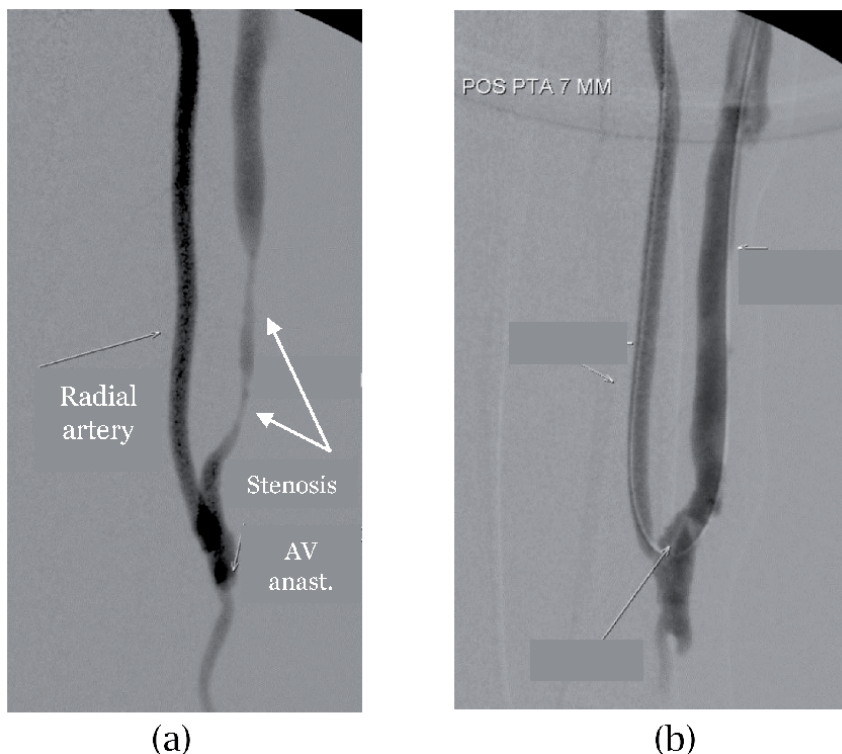 POS PTA 7 MM
Radial
artery
Stenosis
AV
anast.
(a)
(b)